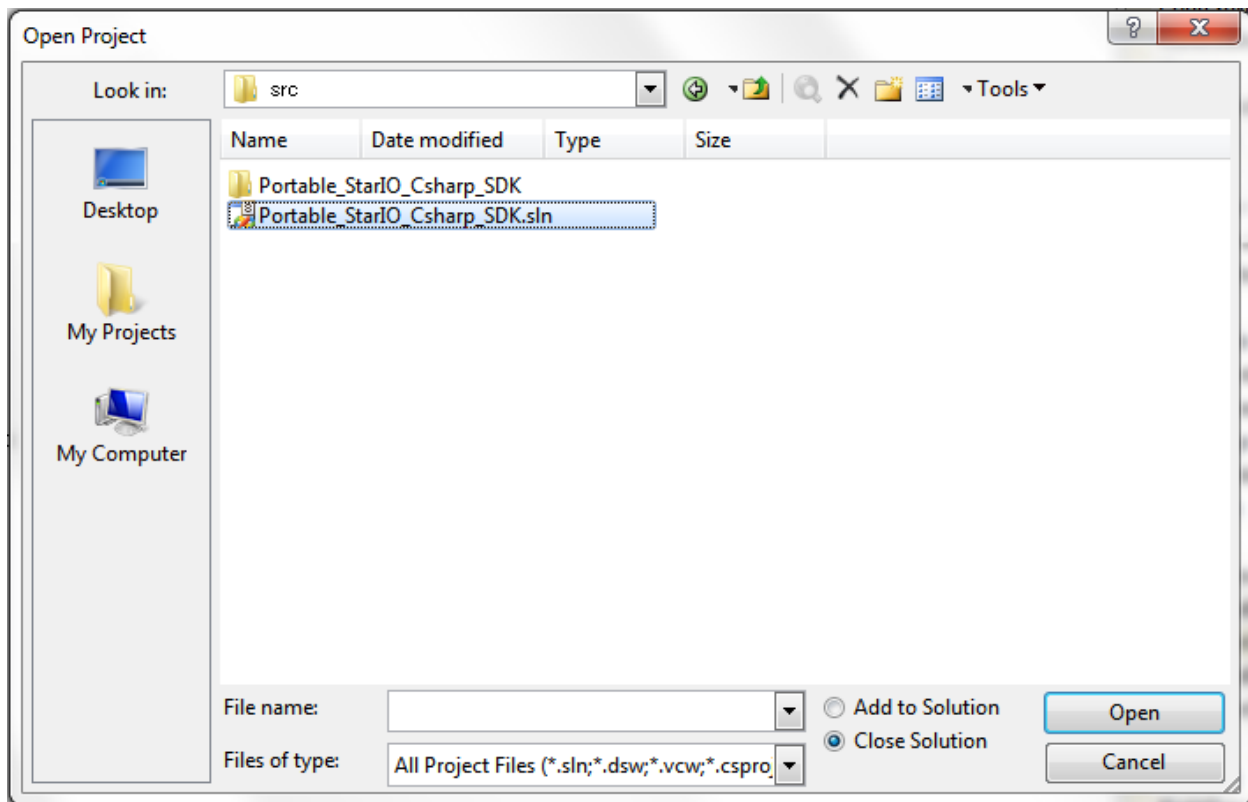 Open Project
Look in:
src
Tools
Name Date modified Type Size
Portable_StarIO_Csharp_SDK
Portable_StarIO_Csharp_SDK.sln
Desktop
My Projects
My Computer
File name:
Add to Solution
Open
Close Solution
Files of type:
All Project Files (*.sln;*.dsw;*.vcw;*.cspro
Cancel